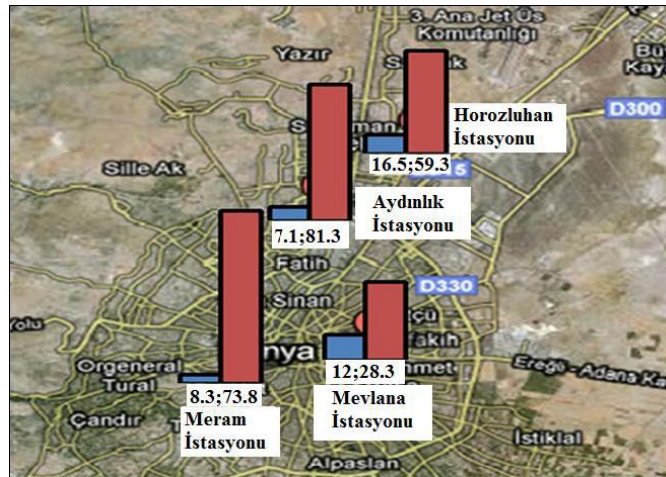 3. Ana Jet Üs
Komutanlığı
Yazır
Horozluhan
İstasyonu
D300
16.5;59.3
Sille Ak
Aydınlık
İstasyonu
7.1;81.3
Fatih
D330
Sinan
Yolu
Orgeneral
Tural
12;28.3
8.3;73.8
Mevlana
İstasyonu
Meram
İstasyonu
Çandır
İstiklal
Alpaslan